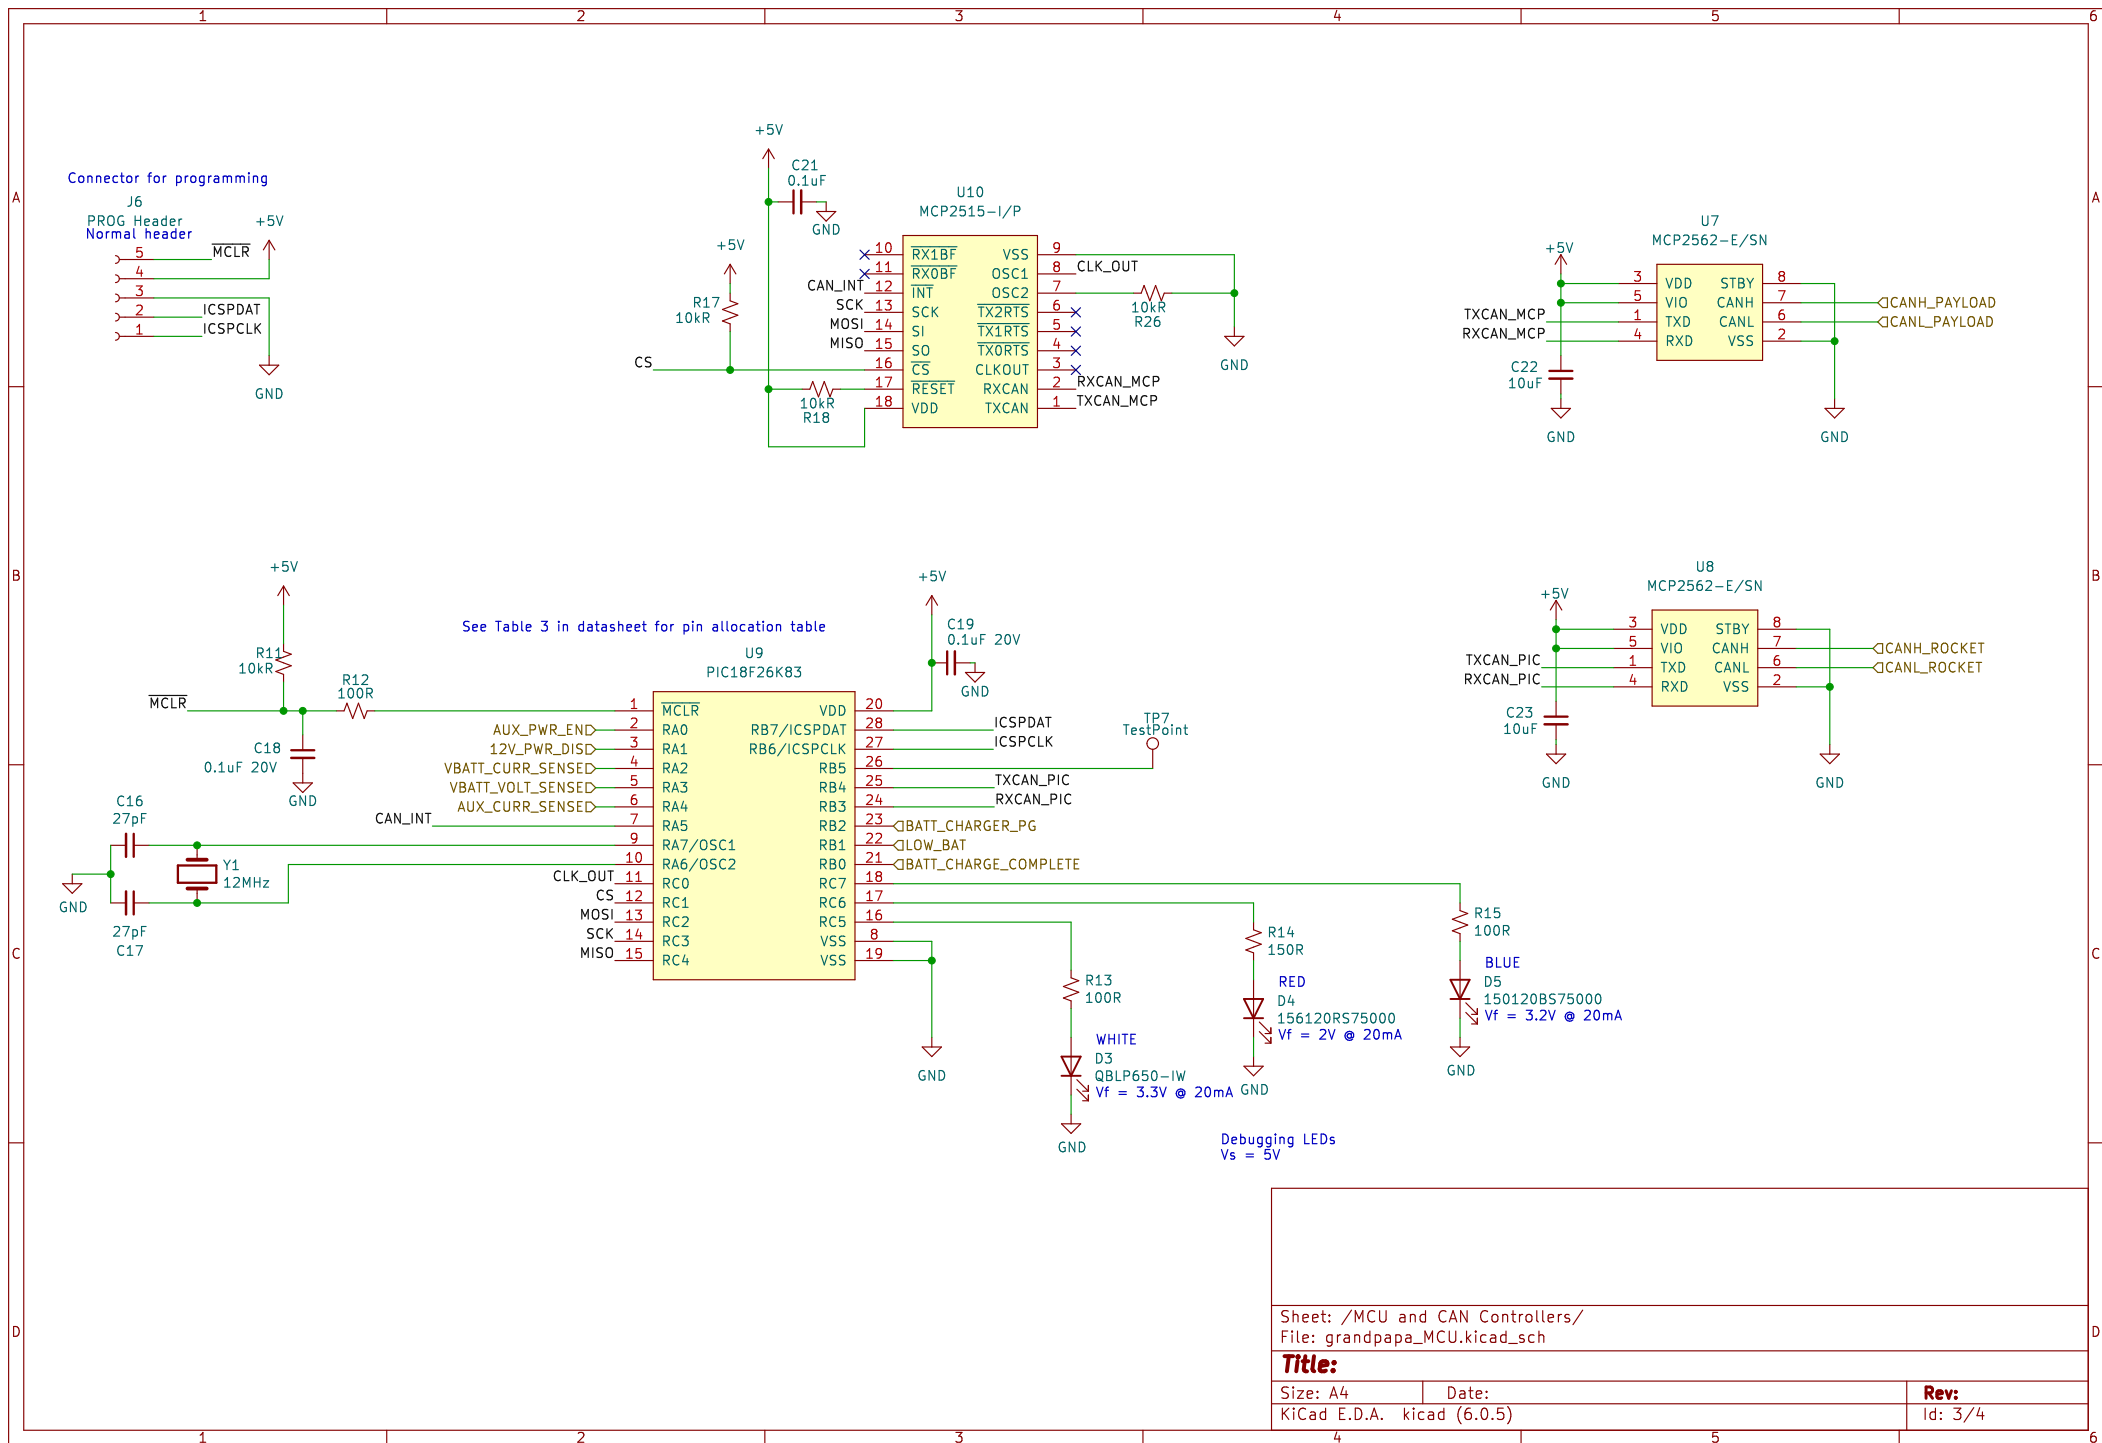 1 2 3 4 5 6
A
B
C
D
A
B
C
D
1 2 3 4 5 6
Connector for programming
J6
PROG Header
Normal header
+5V
5 MCLR
4
3
2 ICSPDAT
1 ICSPCLK
GND
+5V
C21
0.1uF
GND
+5V
R17
10kR
CS
10kR
R18
U10
MCP2515-I/P
10 RX1BF
11 RX0BF
CAN_INT 12 INT
SCK 13 SCK
MOSI 14 SI
MISO 15 SO
16 CS
17 RESET
18 VDD
VSS 9
OSC1 8 CLK_OUT
OSC2 7
TX2RTS 6
TX1RTS 5
TX0RTS 4
CLKOUT 3
RXCAN 2 RXCAN_MCP
TXCAN 1 TXCAN_MCP
10kR
R26
GND
U7
MCP2562-E/SN
+5V
3 VDD
5 VIO
TXCAN_MCP 1 TXD
RXCAN_MCP 4 RXD
STBY 8
CANH 7 CANH_PAYLOAD
CANL 6 CANL_PAYLOAD
VSS 2
C22
10uF
GND
GND
U8
MCP2562-E/SN
+5V
3 VDD
5 VIO
TXCAN_PIC 1 TXD
RXCAN_PIC 4 RXD
STBY 8
CANH 7 CANH_ROCKET
CANL 6 CANL_ROCKET
VSS 2
C23
10uF
GND
GND
+5V
R11
10kR
R12
100R
MCLR
C18
0.1uF 20V
GND
C16
27pF
Y1
12MHz
GND
27pF
C17
See Table 3 in datasheet for pin allocation table
+5V
C19
0.1uF 20V
GND
U9
PIC18F26K83
1 MCLR
AUX_PWR_EN 2 RA0
12V_PWR_DIS 3 RA1
VBATT_CURR_SENSE 4 RA2
VBATT_VOLT_SENSE 5 RA3
AUX_CURR_SENSE 6 RA4
CAN_INT 7 RA5
9 RA7/OSC1
10 RA6/OSC2
CLK_OUT 11 RC0
CS 12 RC1
MOSI 13 RC2
SCK 14 RC3
MISO 15 RC4
VDD 20
RB7/ICSPDAT 28 ICSPDAT
RB6/ICSPCLK 27 ICSPCLK
RB5 26
RB4 25 TXCAN_PIC
RB3 24 RXCAN_PIC
RB2 23 BATT_CHARGER_PG
RB1 22 LOW_BAT
RB0 21 BATT_CHARGE_COMPLETE
RC7 18
RC6 17
RC5 16
VSS 8
VSS 19
GND
TP7
TestPoint
R13
100R
WHITE
D3
QBLP650-IW
Vf = 3.3V @ 20mA
GND
R14
150R
RED
D4
156120RS75000
Vf = 2V @ 20mA
GND
R15
100R
BLUE
D5
150120BS75000
Vf = 3.2V @ 20mA
GND
Debugging LEDs
Vs = 5V
Sheet: /MCU and CAN Controllers/
File: grandpapa_MCU.kicad_sch
Title:
Size: A4 Date: Rev:
KiCad E.D.A. kicad (6.0.5) Id: 3/4